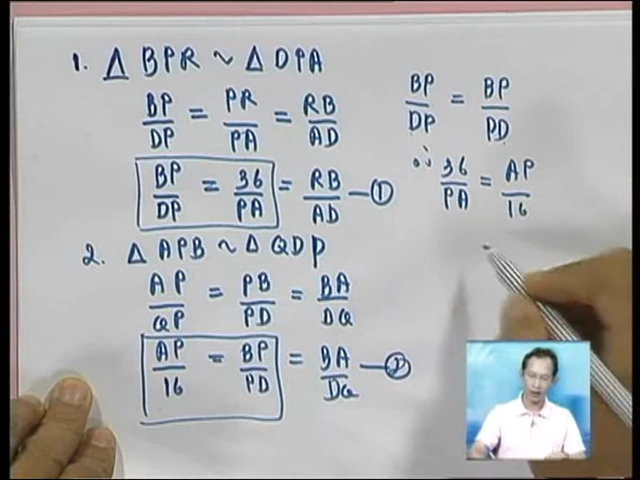 1. Δ BPR ~ Δ DPA
BP/DP = PR/PA = RB/AD
BP/DP = 36/PA = RB/AD — ①
2. Δ APB ~ Δ QDP
AP/QP = PB/PD = BA/DQ
AP/16 = BP/PD = BA/DQ — ②
BP/DP = BP/PD
∴ 36/PA = AP/16